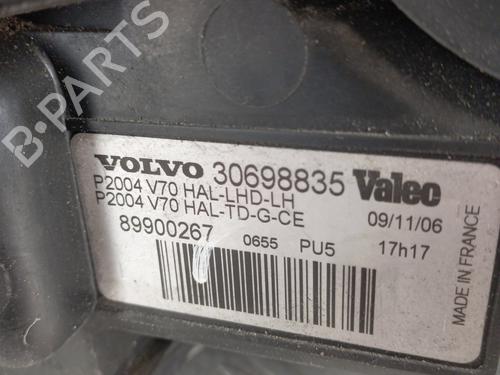 B-PARTS
VOLVO 30698835 Valeo
P2004 V70 HAL-LHD-LH
P2004 V70 HAL-TD-G-CE
09/11/06
89900267 0655 PU5 17h17
MADE IN FRANCE